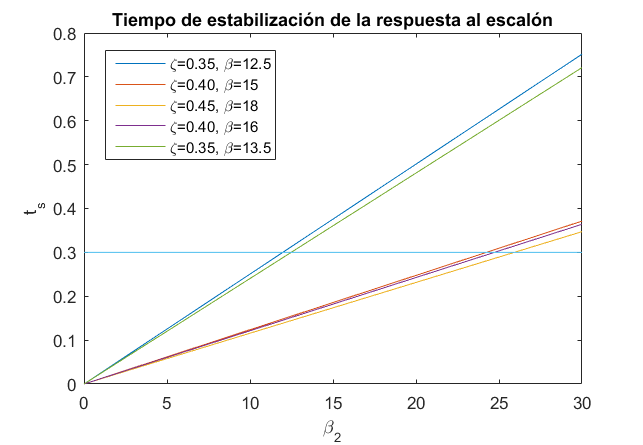 Tiempo de estabilización de la respuesta al escalón
0.8
0.7
0.6
0.5
0.4
0.3
0.2
0.1
0
t_s
ζ=0.35, β=12.5
ζ=0.40, β=15
ζ=0.45, β=18
ζ=0.40, β=16
ζ=0.35, β=13.5
0 5 10 15 20 25 30
β_2